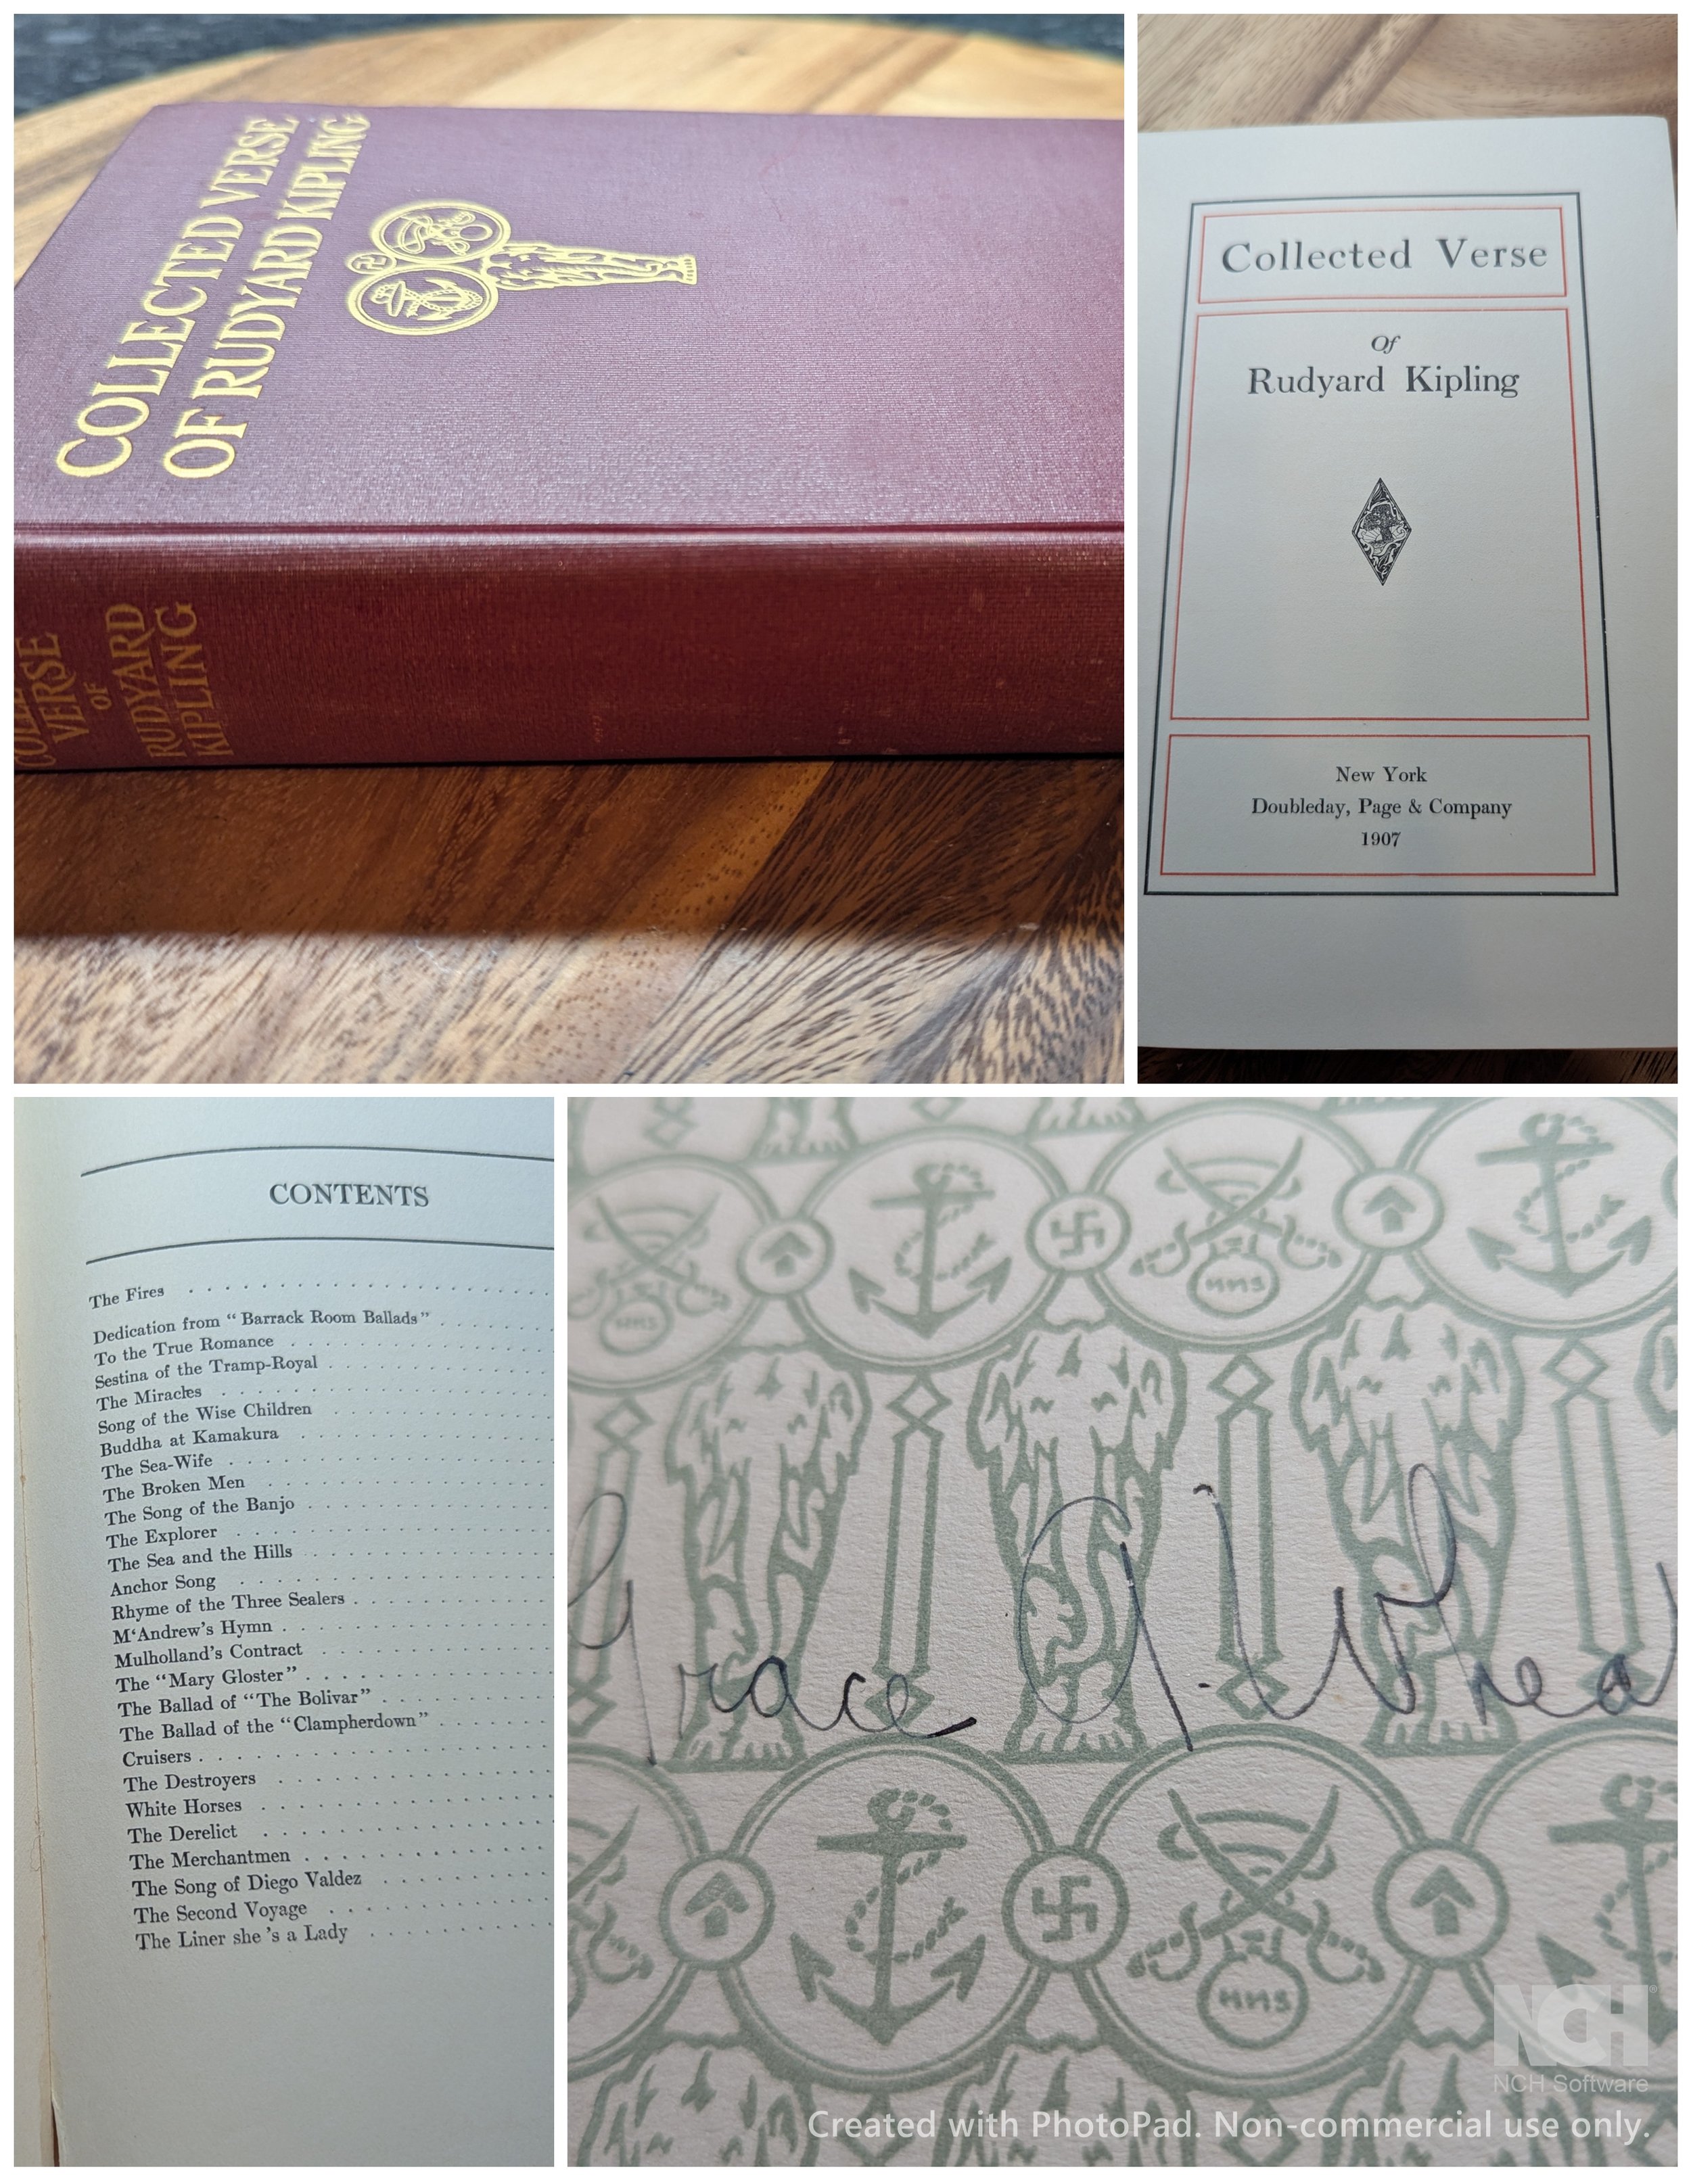 COLLECTED VERSE
OF RUDYARD KIPLING
VERSE
OF
RUDYARD
KIPLING
Collected Verse
Of
Rudyard Kipling
New York
Doubleday, Page & Company
1907
CONTENTS
The Fires
Dedication from "Barrack Room Ballads"
To the True Romance
Sestina of the Tramp-Royal
The Miracles
Song of the Wise Children
Buddha at Kamakura
The Sea-Wife
The Broken Men
The Song of the Banjo
The Explorer
The Sea and the Hills
Anchor Song
Rhyme of the Three Sealers
M'Andrew's Hymn
Mulholland's Contract
The "Mary Gloster"
The Ballad of "The Bolivar"
The Ballad of the "Clampherdown"
Cruisers
The Destroyers
White Horses
The Derelict
The Merchantmen
The Song of Diego Valdez
The Second Voyage
The Liner she's a Lady
Grace
NCH
NCH Software
Created with PhotoPad. Non-commercial use only.